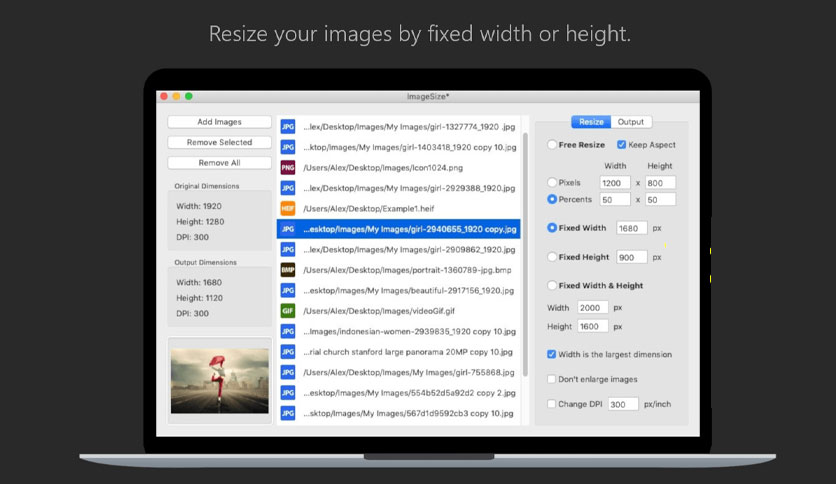 Resize your images by fixed width or height.
ImageSize*
Add Images
Remove Selected
Remove All
Original Dimensions
Width: 1920
Height: 1280
DPI: 300
Output Dimensions
Width: 1680
Height: 1120
DPI: 300
JPG ...lex/Desktop/Images/My Images/girl-1327774_1920 .jpg
JPG ...ktop/Images/My Images/girl-1403418_1920 copy 10.jpg
PNG /Users/Alex/Desktop/Images/Icon1024.png
JPG ...lex/Desktop/Images/My Images/girl-2929388_1920.jpg
HEIF /Users/Alex/Desktop/Example1.heif
JPG ...esktop/Images/My Images/girl-2940655_1920 copy.jpg
JPG ...lex/Desktop/Images/My Images/girl-2909862_1920.jpg
BMP /Users/Alex/Desktop/Images/portrait-1360789-jpg.bmp
JPG ...esktop/Images/My Images/beautiful-2917156_1920.jpg
GIF /Users/Alex/Desktop/Images/videoGif.gif
JPG ...Images/indonesian-women-2939835_1920 copy 10.jpg
JPG ...rial church stanford large panorama 20MP copy 10.jpg
JPG /Users/Alex/Desktop/Images/My Images/girl-755868.jpg
JPG ...esktop/Images/My Images/554b52d5a92d2 copy 2.jpg
JPG ...sktop/Images/My Images/567d1d9592cb3 copy 10.jpg
Resize Output
Free Resize Keep Aspect
Width Height
Pixels 1200 x 800
Percents 50 x 50
Fixed Width 1680 px
Fixed Height 900 px
Fixed Width & Height
Width 2000 px
Height 1600 px
Width is the largest dimension
Don't enlarge images
Change DPI 300 px/inch